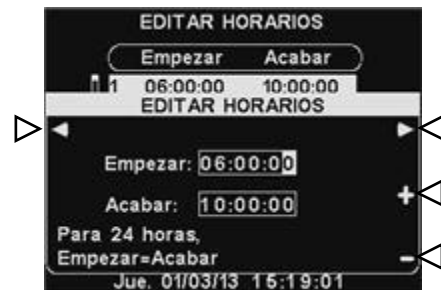 EDITAR HORARIOS
Empezar Acabar
1 06:00:00 10:00:00
EDITAR HORARIOS
Empezar: 06:00:00
Acabar: 10:00:00
Para 24 horas,
Empezar=Acabar
Jue. 01/03/13 15:19:01